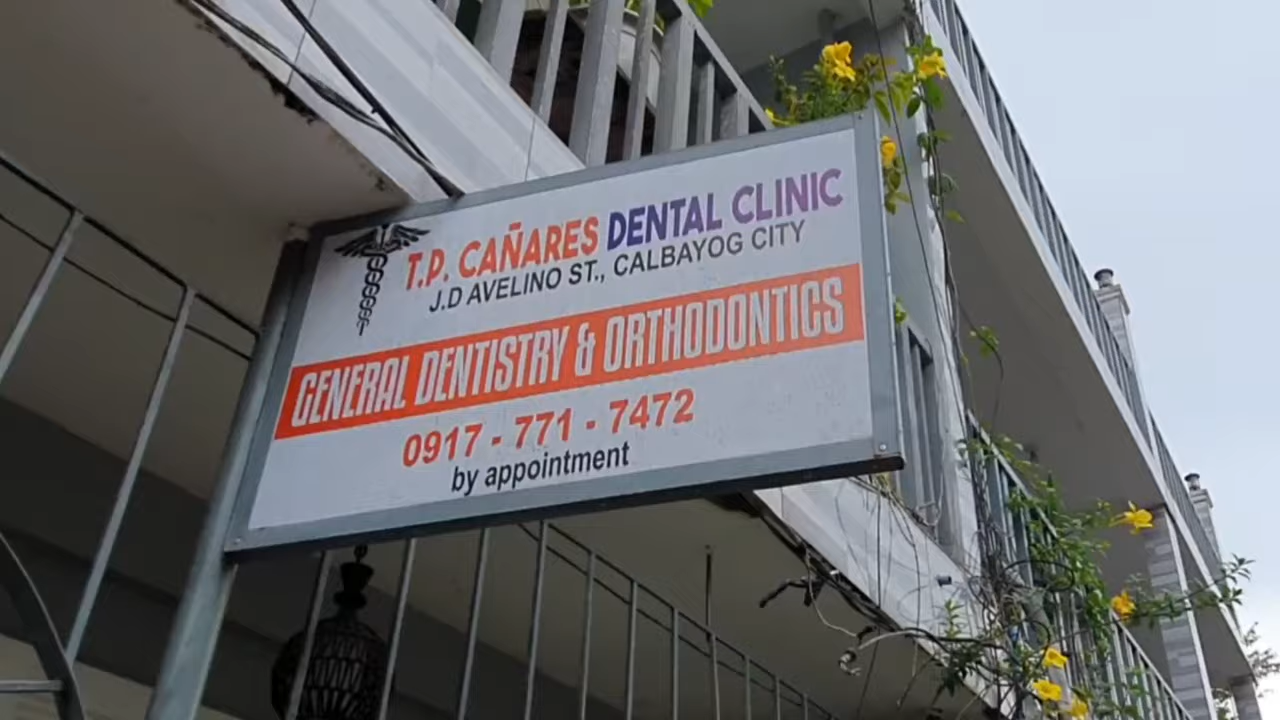 T.P. CAÑARES DENTAL CLINIC
J.D AVELINO ST., CALBAYOG CITY
GENERAL DENTISTRY & ORTHODONTICS
0917 - 771 - 7472
by appointment